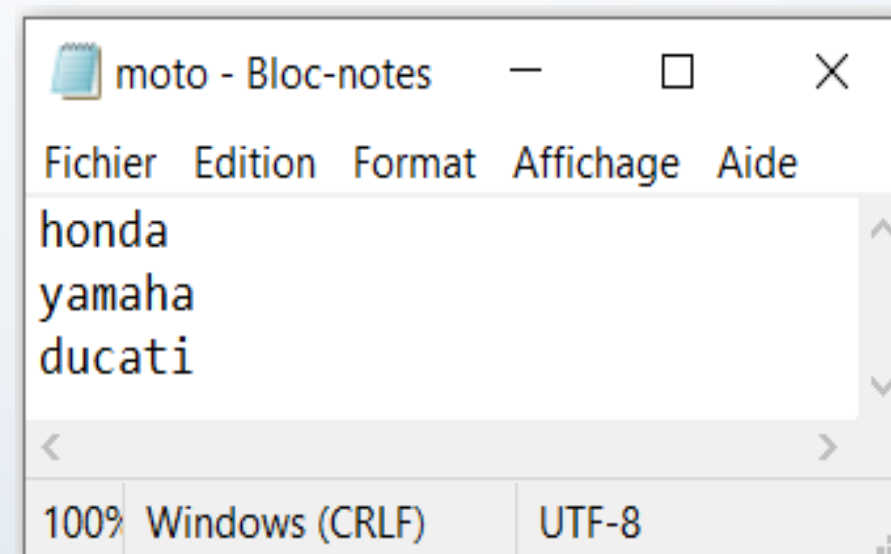 moto - Bloc-notes
Fichier Edition Format Affichage Aide
honda
yamaha
ducati
100% Windows (CRLF) UTF-8